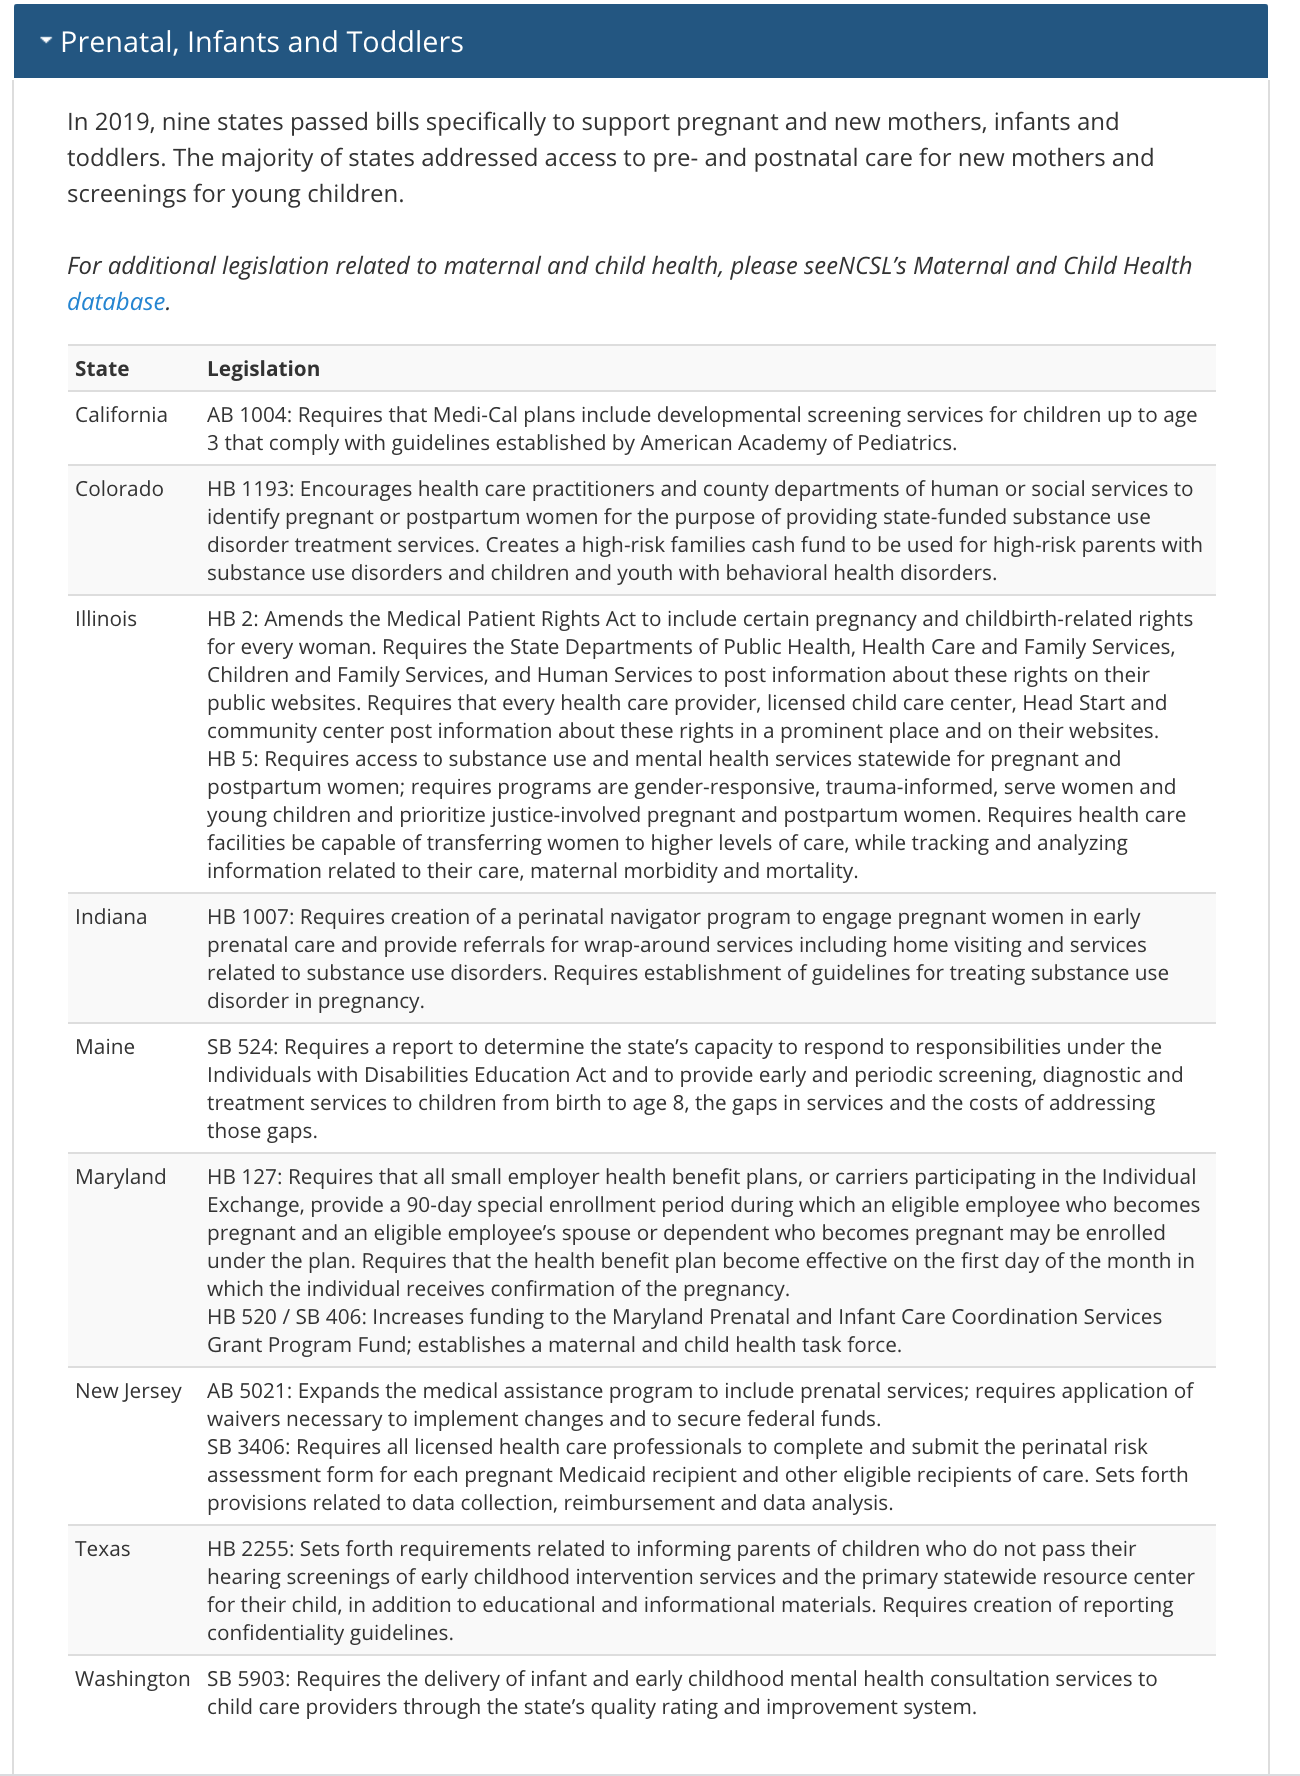 Prenatal, Infants and Toddlers
In 2019, nine states passed bills specifically to support pregnant and new mothers, infants and
toddlers. The majority of states addressed access to pre- and postnatal care for new mothers and
screenings for young children.
For additional legislation related to maternal and child health, please seeNCSL’s Maternal and Child Health
database.
State Legislation
California AB 1004: Requires that Medi-Cal plans include developmental screening services for children up to age
3 that comply with guidelines established by American Academy of Pediatrics.
Colorado HB 1193: Encourages health care practitioners and county departments of human or social services to
identify pregnant or postpartum women for the purpose of providing state-funded substance use
disorder treatment services. Creates a high-risk families cash fund to be used for high-risk parents with
substance use disorders and children and youth with behavioral health disorders.
Illinois HB 2: Amends the Medical Patient Rights Act to include certain pregnancy and childbirth-related rights
for every woman. Requires the State Departments of Public Health, Health Care and Family Services,
Children and Family Services, and Human Services to post information about these rights on their
public websites. Requires that every health care provider, licensed child care center, Head Start and
community center post information about these rights in a prominent place and on their websites.
HB 5: Requires access to substance use and mental health services statewide for pregnant and
postpartum women; requires programs are gender-responsive, trauma-informed, serve women and
young children and prioritize justice-involved pregnant and postpartum women. Requires health care
facilities be capable of transferring women to higher levels of care, while tracking and analyzing
information related to their care, maternal morbidity and mortality.
Indiana HB 1007: Requires creation of a perinatal navigator program to engage pregnant women in early
prenatal care and provide referrals for wrap-around services including home visiting and services
related to substance use disorders. Requires establishment of guidelines for treating substance use
disorder in pregnancy.
Maine SB 524: Requires a report to determine the state’s capacity to respond to responsibilities under the
Individuals with Disabilities Education Act and to provide early and periodic screening, diagnostic and
treatment services to children from birth to age 8, the gaps in services and the costs of addressing
those gaps.
Maryland HB 127: Requires that all small employer health benefit plans, or carriers participating in the Individual
Exchange, provide a 90-day special enrollment period during which an eligible employee who becomes
pregnant and an eligible employee’s spouse or dependent who becomes pregnant may be enrolled
under the plan. Requires that the health benefit plan become effective on the first day of the month in
which the individual receives confirmation of the pregnancy.
HB 520 / SB 406: Increases funding to the Maryland Prenatal and Infant Care Coordination Services
Grant Program Fund; establishes a maternal and child health task force.
New Jersey AB 5021: Expands the medical assistance program to include prenatal services; requires application of
waivers necessary to implement changes and to secure federal funds.
SB 3406: Requires all licensed health care professionals to complete and submit the perinatal risk
assessment form for each pregnant Medicaid recipient and other eligible recipients of care. Sets forth
provisions related to data collection, reimbursement and data analysis.
Texas HB 2255: Sets forth requirements related to informing parents of children who do not pass their
hearing screenings of early childhood intervention services and the primary statewide resource center
for their child, in addition to educational and informational materials. Requires creation of reporting
confidentiality guidelines.
Washington SB 5903: Requires the delivery of infant and early childhood mental health consultation services to
child care providers through the state’s quality rating and improvement system.